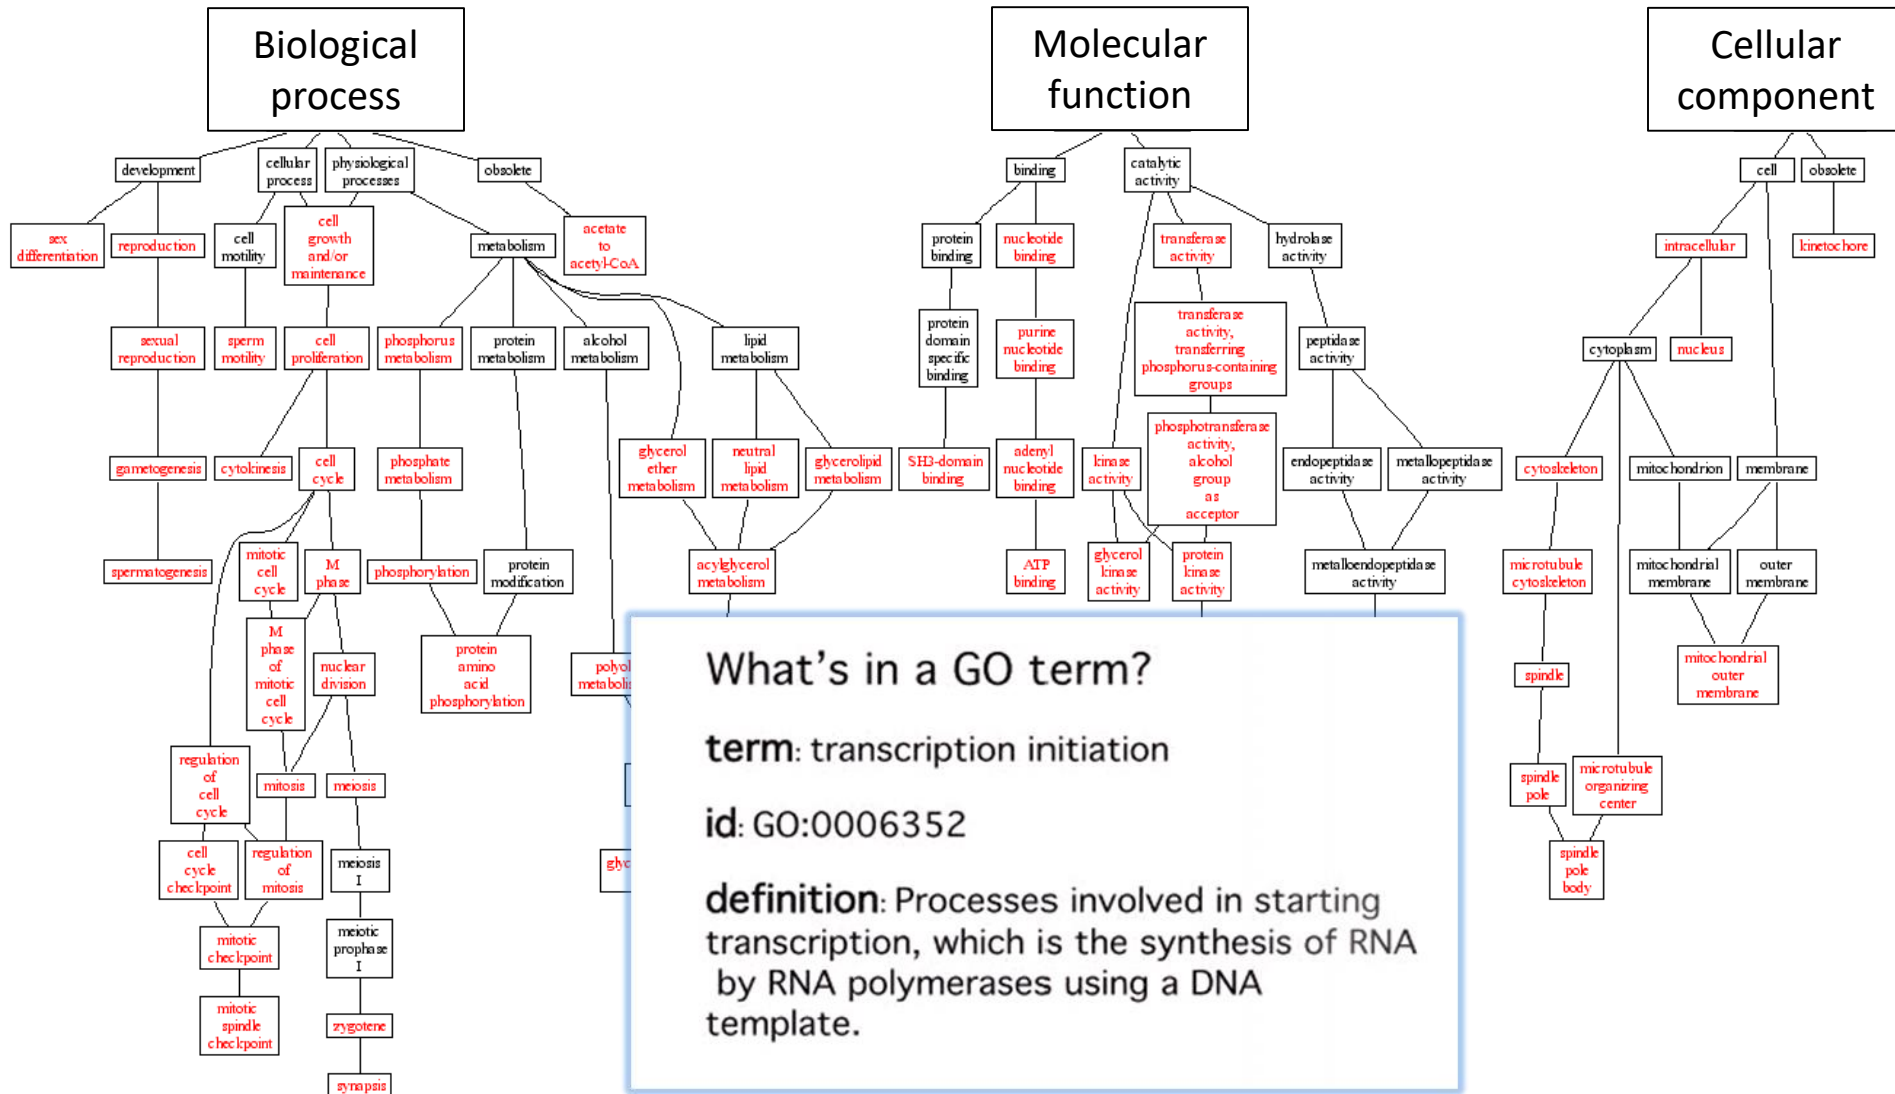 Biological
process
Molecular
function
Cellular
component
development
cellular
process
physiological
processes
obsolete
sex
differentiation
reproduction
cell
motility
cell
growth
and/or
maintenance
metabolism
acetate
to
acetyl-CoA
sexual
reproduction
sperm
motility
cell
proliferation
phosphorus
metabolism
protein
metabolism
alcohol
metabolism
lipid
metabolism
gametogenesis
cytokinesis
cell
cycle
phosphate
metabolism
glycerol
ether
metabolism
neutral
lipid
metabolism
glycerolipid
metabolism
spermatogenesis
mitotic
cell
cycle
M
phase
phosphorylation
protein
modification
acylglycerol
metabolism
M
phase
of
mitotic
cell
cycle
nuclear
division
protein
amino
acid
phosphorylation
polyol
regulation
of
cell
cycle
mitosis
meiosis
cell
cycle
checkpoint
regulation
of
mitosis
meiosis
I
mitotic
checkpoint
meiotic
prophase
I
mitotic
spindle
checkpoint
zygotene
synapsis
binding
catalytic
activity
protein
binding
nucleotide
binding
transferase
activity
hydrolase
activity
protein
domain
specific
binding
purine
nucleotide
binding
transferase
activity,
transferring
phosphorus-containing
groups
peptidase
activity
SH3-domain
binding
adenyl
nucleotide
binding
kinase
activity
phosphotransferase
activity,
alcohol
group
as
acceptor
endopeptidase
activity
metallopeptidase
activity
ATP
binding
glycerol
kinase
activity
protein
kinase
activity
metalloendopeptidase
activity
cell
obsolete
intracellular
kinetochore
cytoplasm
nucleus
cytoskeleton
mitochondrion
membrane
microtubule
cytoskeleton
mitochondrial
membrane
outer
membrane
spindle
mitochondrial
outer
membrane
spindle
pole
microtubule
organizing
center
spindle
pole
body
What's in a GO term?
term: transcription initiation
id: GO:0006352
definition: Processes involved in starting
transcription, which is the synthesis of RNA
by RNA polymerases using a DNA
template.